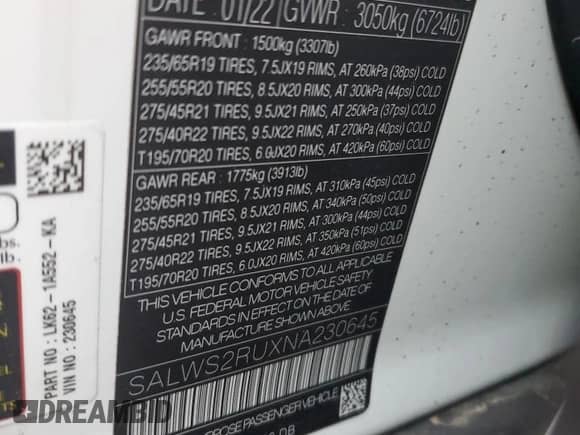 DATE : 01/22 GVWR : 3050kg (6724lb)
GAWR FRONT : 1500kg (3307lb)
235/65R19 TIRES, 7.5JX19 RIMS, AT 260kPa (38psi) COLD
255/55R20 TIRES, 8.5JX20 RIMS, AT 300kPa (44psi) COLD
275/45R21 TIRES, 9.5JX21 RIMS, AT 250kPa (37psi) COLD
275/40R22 TIRES, 9.5JX22 RIMS, AT 270kPa (40psi) COLD
T195/70R20 TIRES, 6.0JX20 RIMS, AT 420kPa (60psi) COLD
GAWR REAR : 1775kg (3913lb)
235/65R19 TIRES, 7.5JX19 RIMS, AT 310kPa (45psi) COLD
255/55R20 TIRES, 8.5JX20 RIMS, AT 340kPa (50psi) COLD
275/45R21 TIRES, 9.5JX21 RIMS, AT 300kPa (44psi) COLD
275/40R22 TIRES, 9.5JX22 RIMS, AT 350kPa (51psi) COLD
T195/70R20 TIRES, 6.0JX20 RIMS, AT 420kPa (60psi) COLD
THIS VEHICLE CONFORMS TO ALL APPLICABLE
U.S. FEDERAL MOTOR VEHICLE SAFETY
STANDARDS IN EFFECT ON THE DATE OF
MANUFACTURE SHOWN ABOVE
SALWS2RUXNA230645
PURPOSE PASSENGER VEHICLE
PART No : LK62-1A552-KA
VIN NO : 230645
DREAMBID